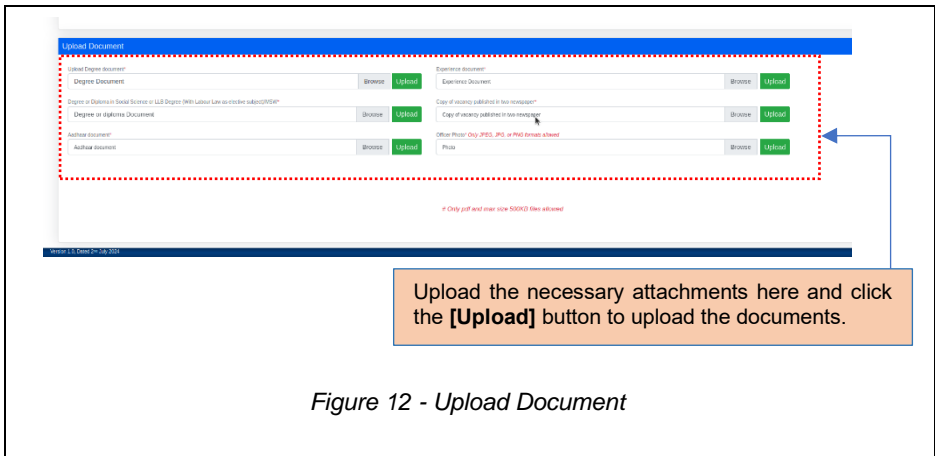 Upload Document
Upload Degree document* Experience document*
Degree Document Browse Upload Experience Document Browse Upload
Degree or Diploma in Social Science or LLB Degree (With Labour Law as elective subject)/MSW* Copy of vacancy publishes in two newspaper*
Degree or diploma Document Browse Upload Copy of vacancy publishes in two newspaper Browse Upload
Aadhaar document* Officer Photo* Only JPEG, JPG, or PNG formats allowed
Aadhaar document Browse Upload Photo Browse Upload
# Only pdf and max size 500KB files allowed
Version 1.0, Dated 2nd July 2024
Upload the necessary attachments here and click
the [Upload] button to upload the documents.
Figure 12 - Upload Document